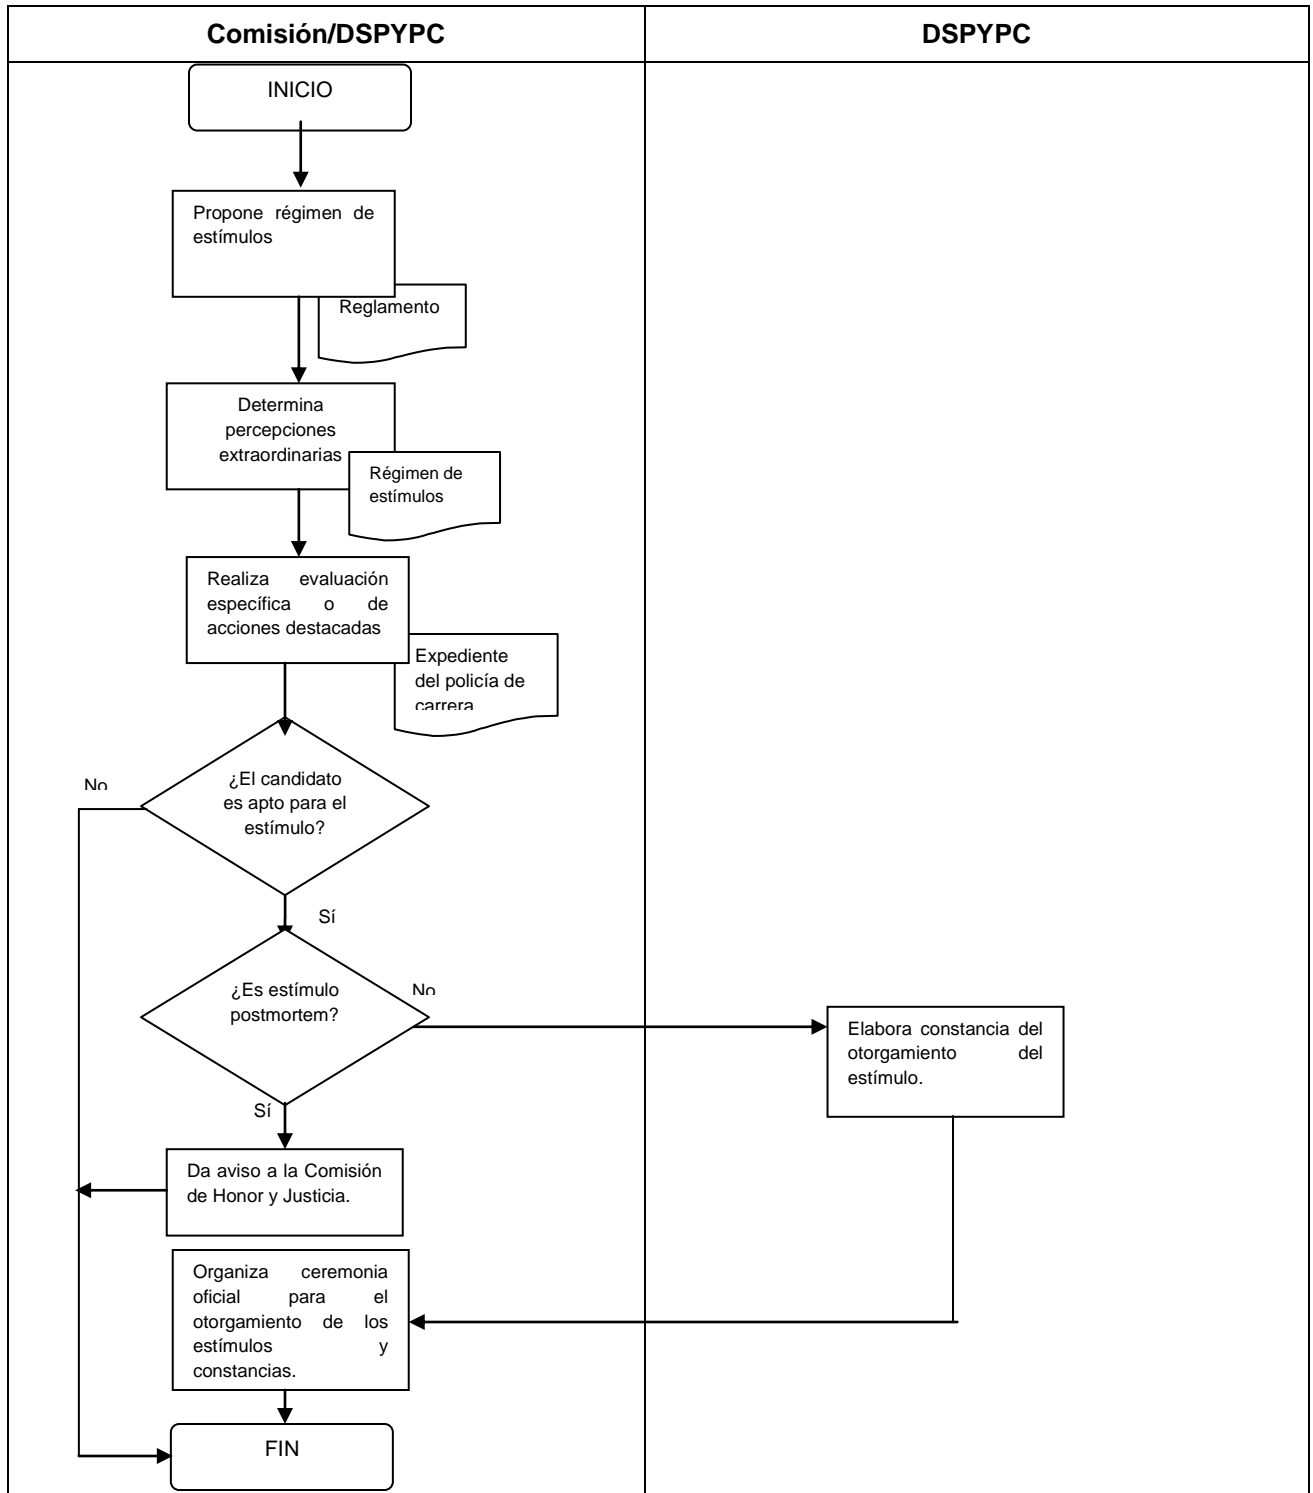 Comisión/DSPYPC
DSPYPC
INICIO
Propone régimen de
estímulos
Reglamento
Determina
percepciones
extraordinarias
Régimen de
estímulos
Realiza evaluación
específica o de
acciones destacadas
Expediente
del policía de
carrera
¿El candidato
es apto para el
estímulo?
No
Sí
¿Es estímulo
postmortem?
No
Elabora constancia del
otorgamiento del
estímulo.
Sí
Da aviso a la Comisión
de Honor y Justicia.
Organiza ceremonia
oficial para el
otorgamiento de los
estímulos y
constancias.
FIN